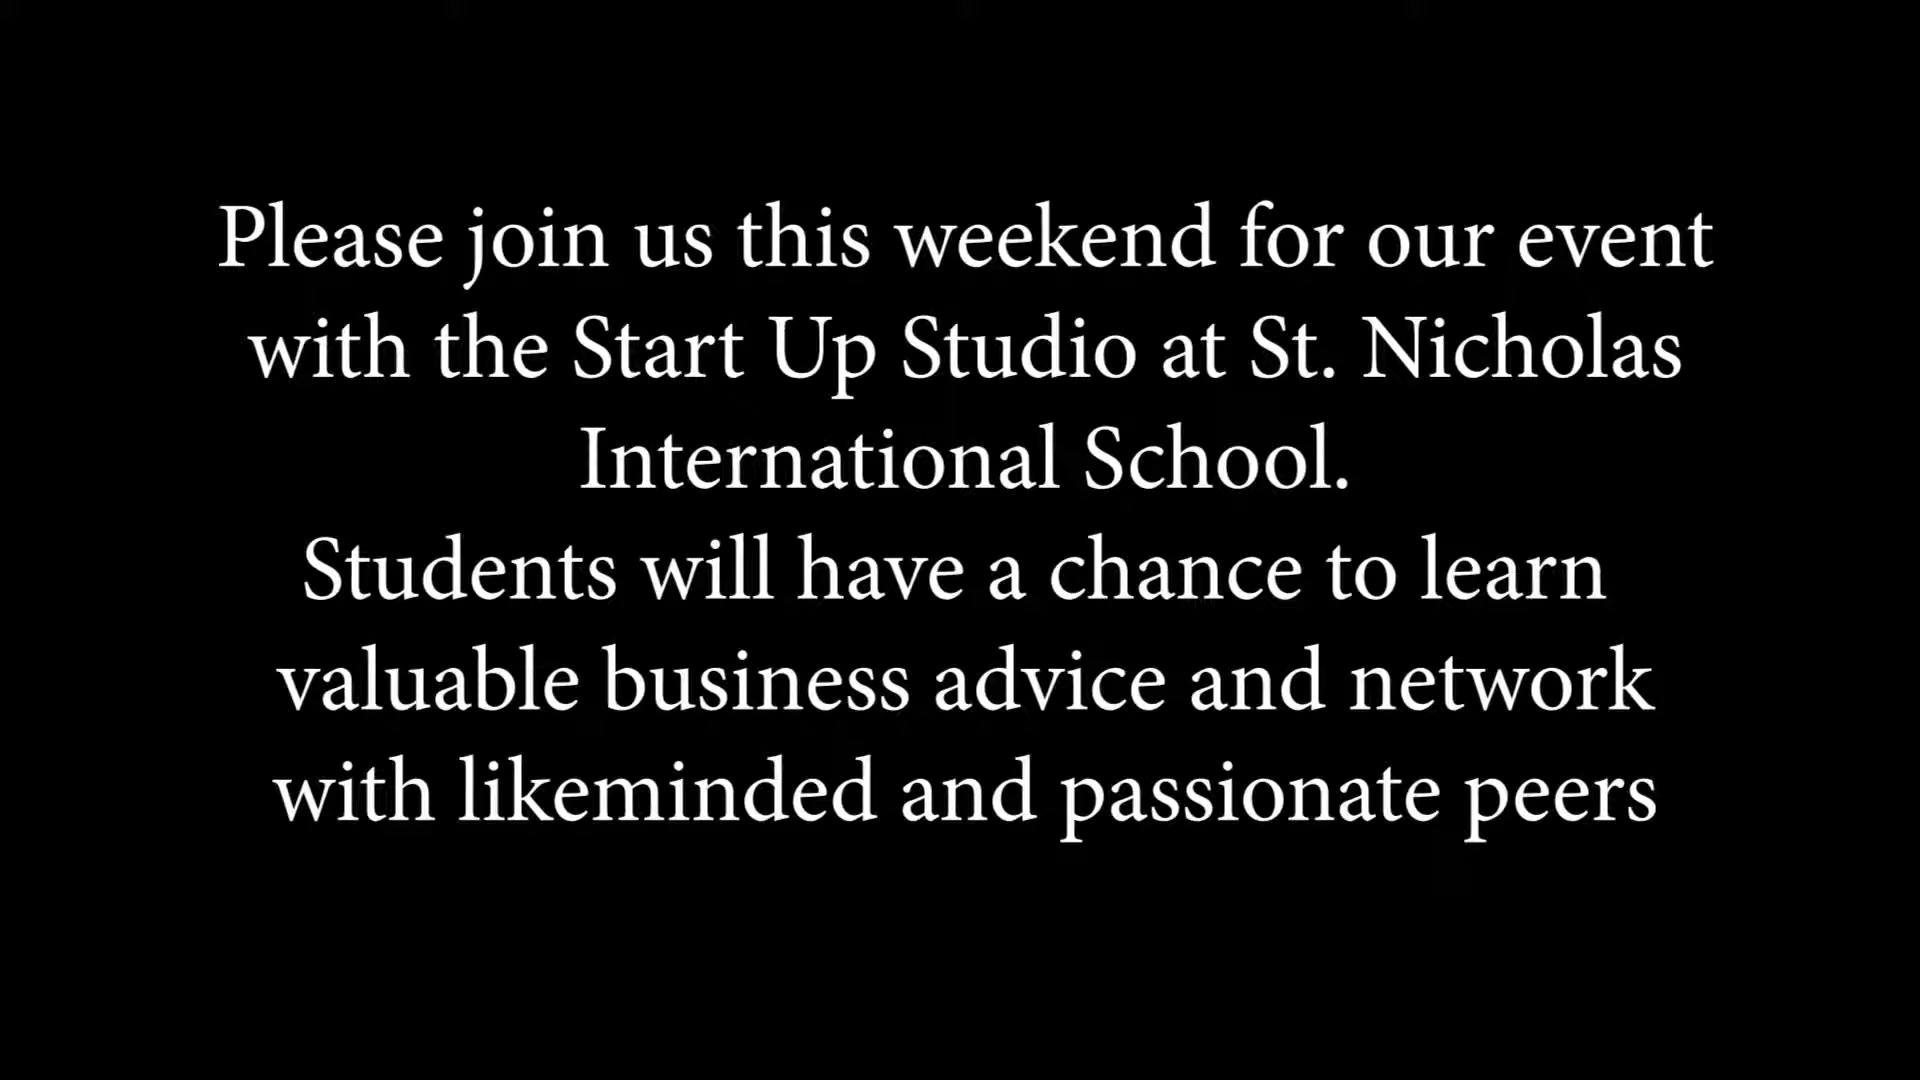 Please join us this weekend for our event
with the Start Up Studio at St. Nicholas
International School.
Students will have a chance to learn
valuable business advice and network
with likeminded and passionate peers